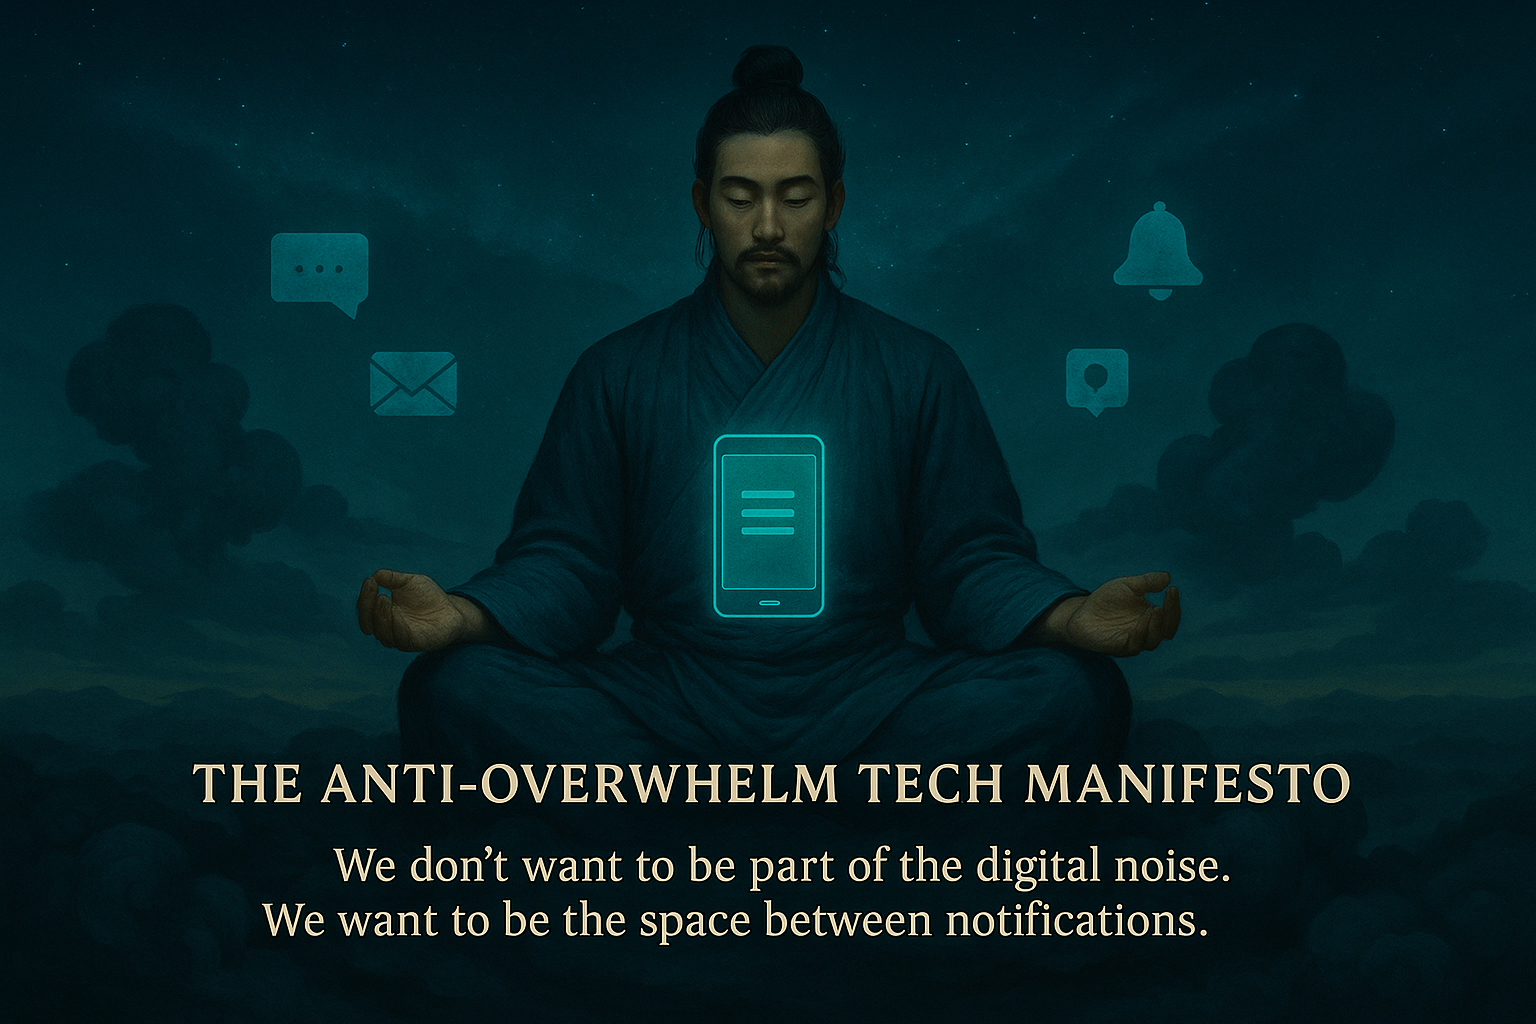 THE ANTI-OVERWHELM TECH MANIFESTO
We don’t want to be part of the digital noise.
We want to be the space between notifications.